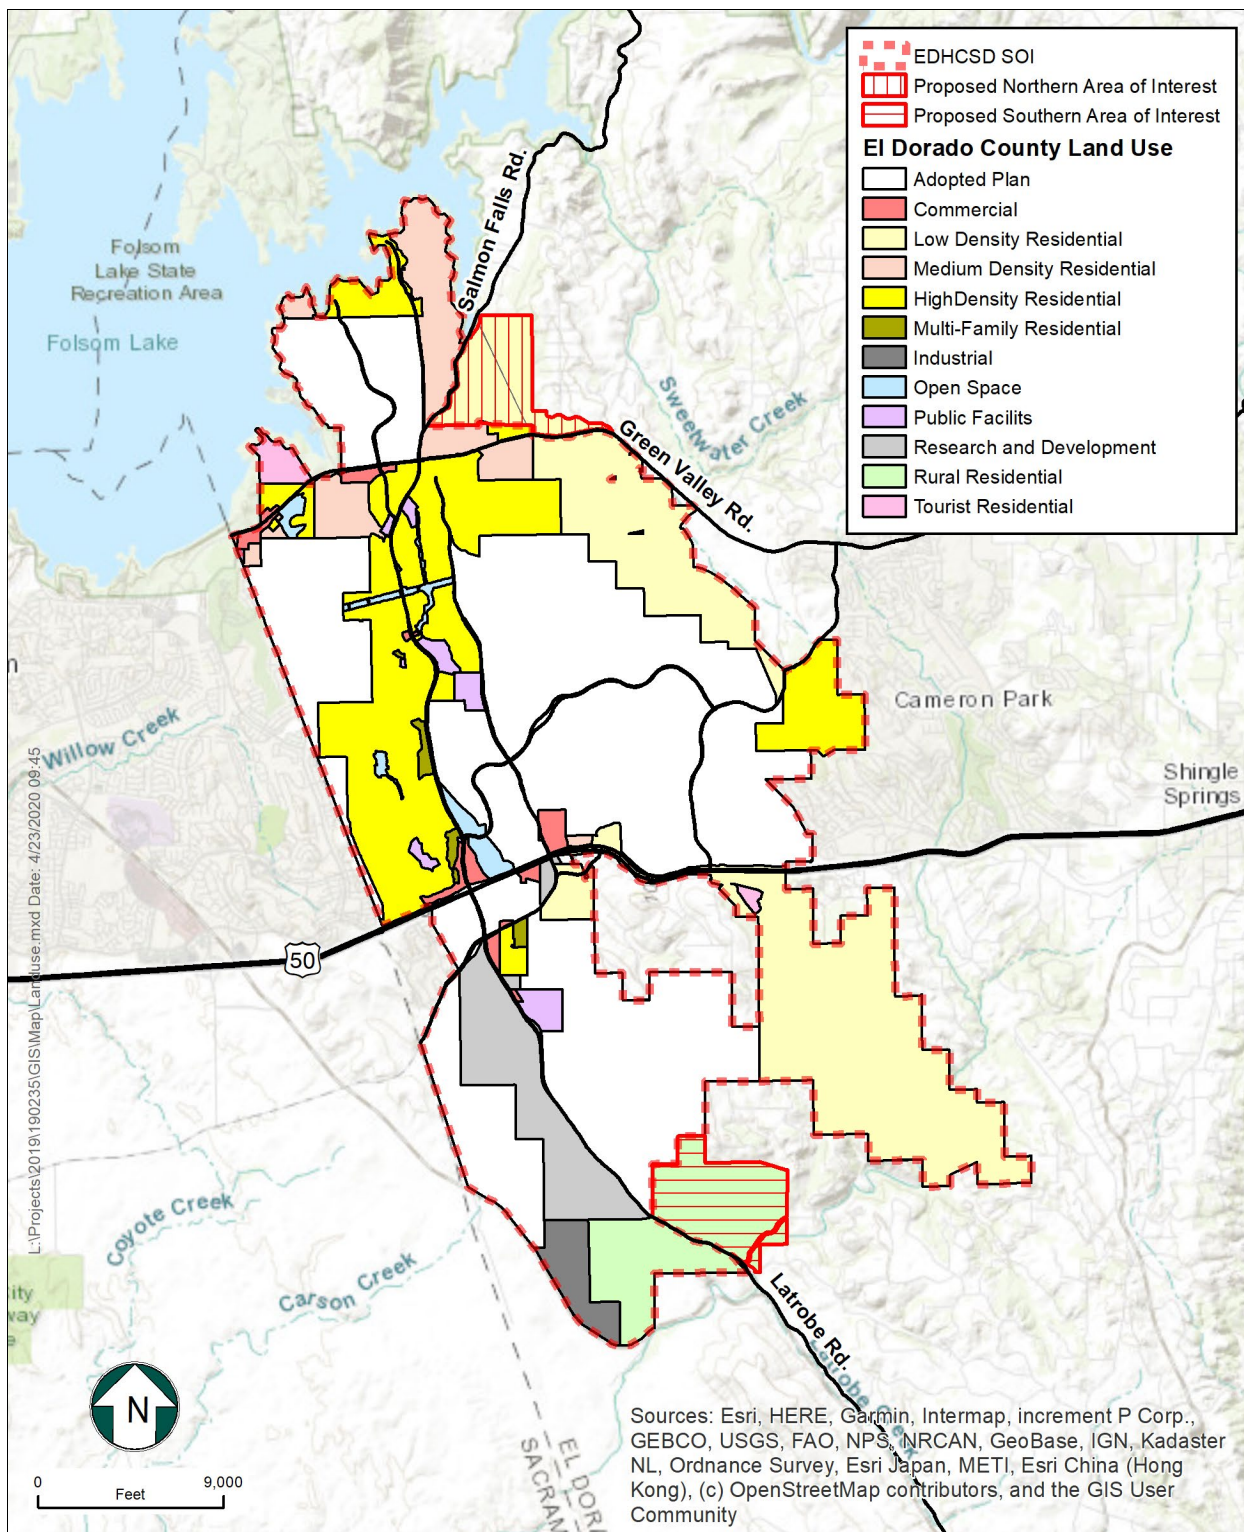 EDHCSD SOI
Proposed Northern Area of Interest
Proposed Southern Area of Interest
El Dorado County Land Use
Adopted Plan
Commercial
Low Density Residential
Medium Density Residential
HighDensity Residential
Multi-Family Residential
Industrial
Open Space
Public Facilits
Research and Development
Rural Residential
Tourist Residential
Salmon Falls Rd.
Folsom
Lake State
Recreation Area
Folsom Lake
Sweetwater Creek
Green Valley Rd.
Cameron Park
Shingle
Springs
Willow Creek
50
L:\Projects\2019\190235\GIS\Map\Landuse.mxd Date: 4/23/2020 09:45
Coyote Creek
Carson Creek
Latrobe Rd.
Latrobe Creek
N
0 9,000
Feet
EL DORA
SACRAM
Sources: Esri, HERE, Garmin, Intermap, increment P Corp.,
GEBCO, USGS, FAO, NPS, NRCAN, GeoBase, IGN, Kadaster
NL, Ordnance Survey, Esri Japan, METI, Esri China (Hong
Kong), (c) OpenStreetMap contributors, and the GIS User
Community